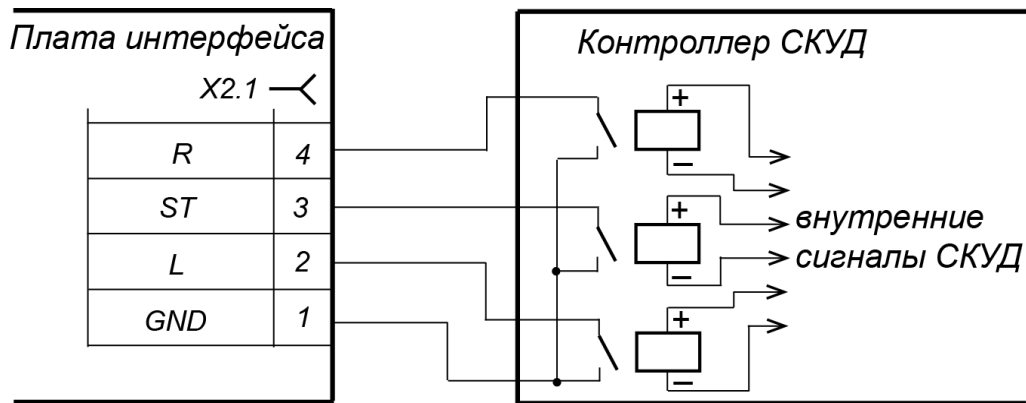 Плата интерфейса
Контроллер СКУД
X2.1
R 4
ST 3
L 2
GND 1
+
−
+
−
+
−
внутренние
сигналы СКУД